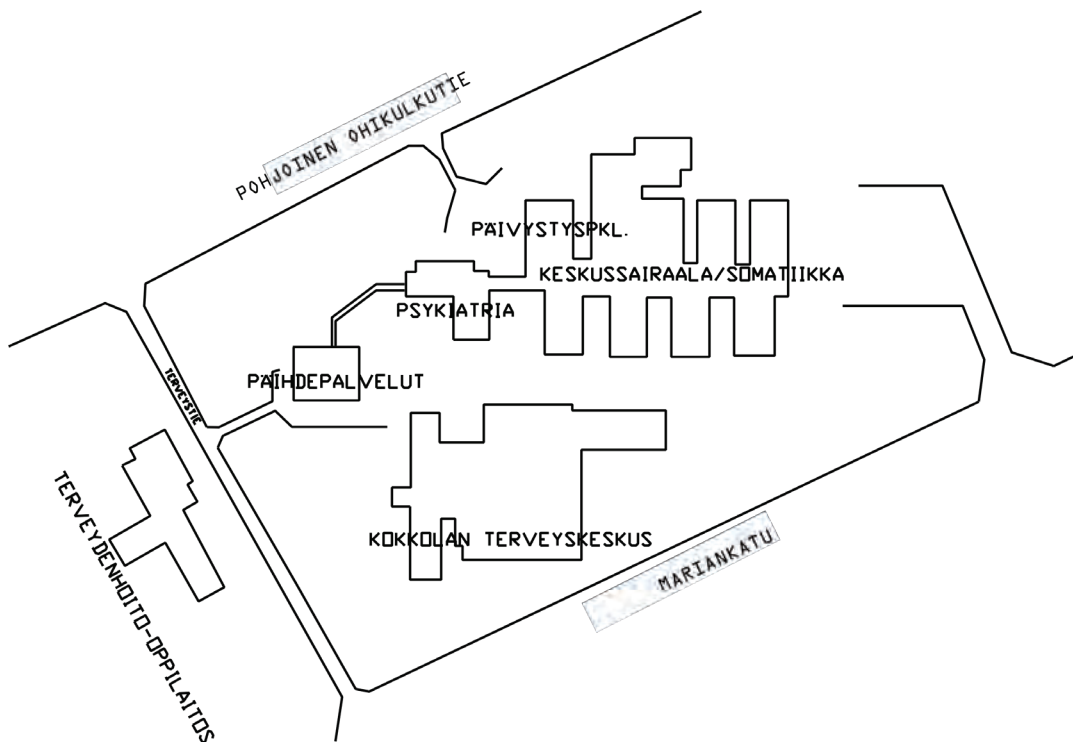 POHJOINEN OHIKULKUTIE
PÄIVYSTYSPKL.
KESKUSSAIRAALA/SOMATIIKKA
PSYKIATRIA
PÄIHDEPALVELUT
TERVEYSTIE
TERVEYDENHOITO-OPPILAITOS
KOKKOLAN TERVEYSKESKUS
MARIANKATU